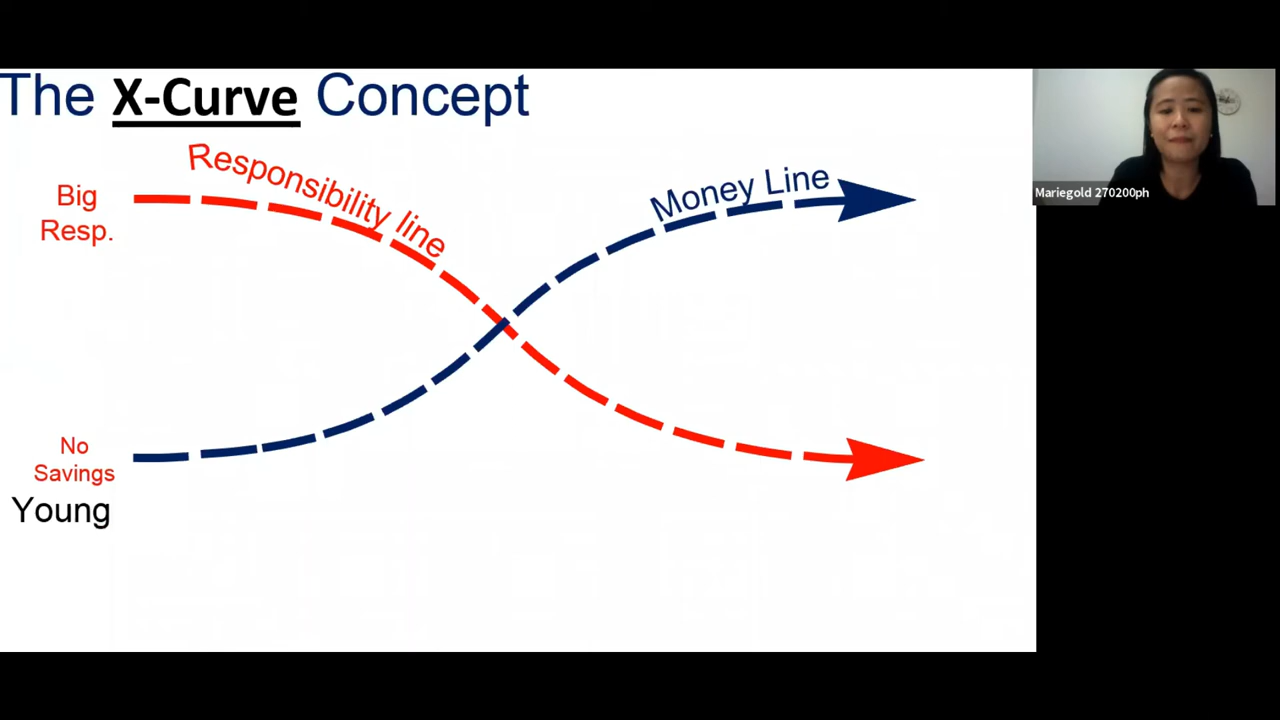 The X-Curve Concept
Responsibility line
Money Line
Big
Resp.
Mariegold 270200ph
No
Savings
Young